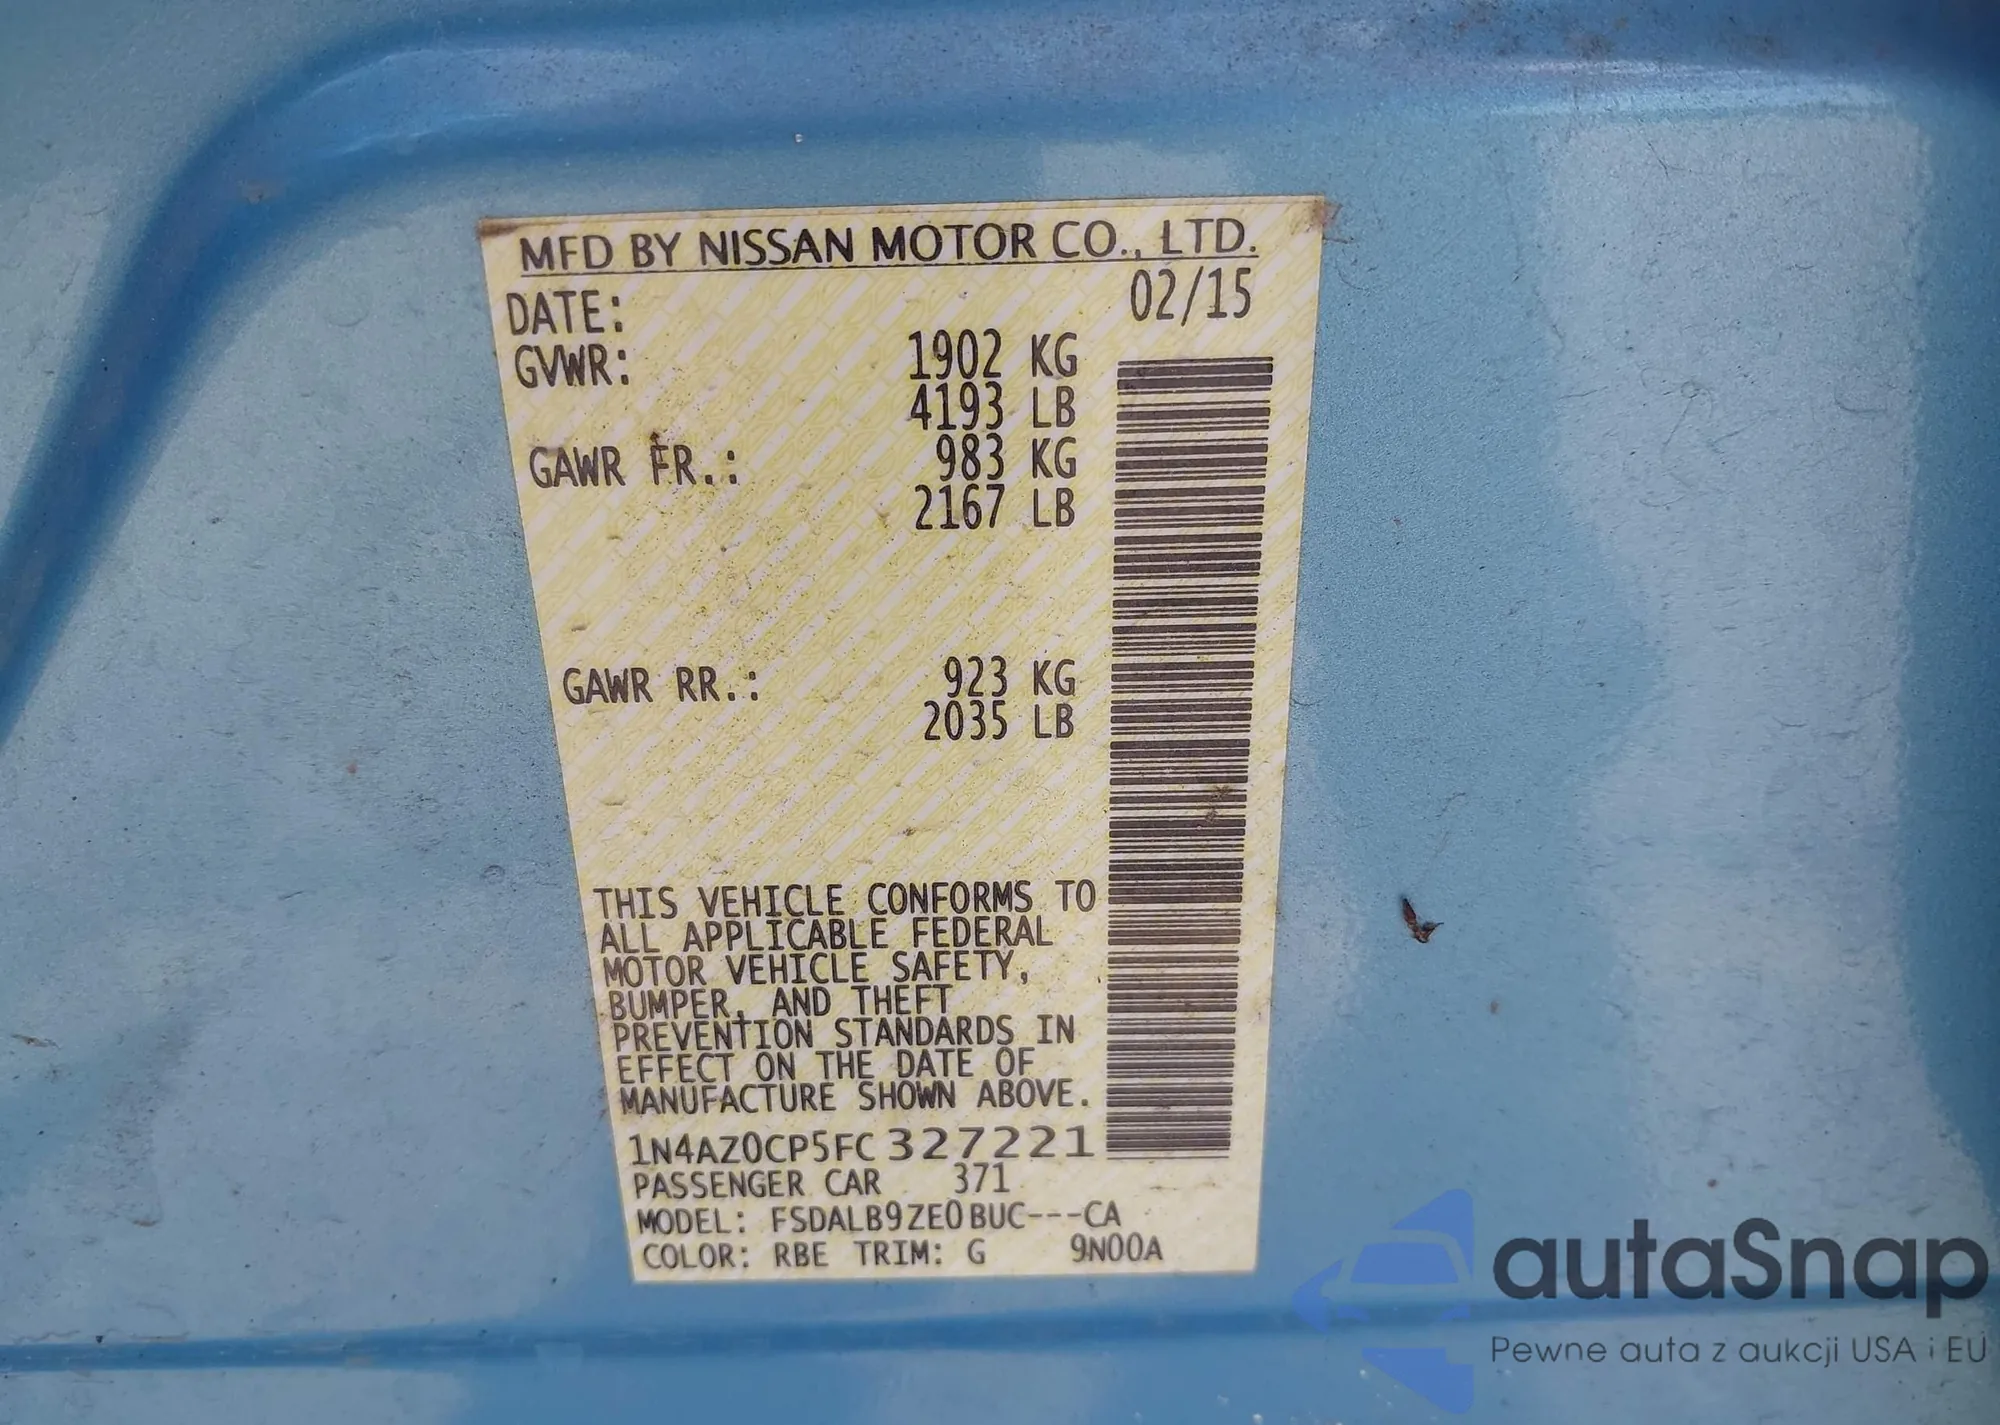 MFD BY NISSAN MOTOR CO., LTD.
DATE: 02/15
GVWR: 1902 KG
4193 LB
GAWR FR.: 983 KG
2167 LB
GAWR RR.: 923 KG
2035 LB
THIS VEHICLE CONFORMS TO
ALL APPLICABLE FEDERAL
MOTOR VEHICLE SAFETY,
BUMPER, AND THEFT
PREVENTION STANDARDS IN
EFFECT ON THE DATE OF
MANUFACTURE SHOWN ABOVE.
1N4AZ0CP5FC327221
PASSENGER CAR 371
MODEL: FSDALB9ZE0BUC---CA
COLOR: RBE TRIM: G 9N00A
autaSnap
Pewne auta z aukcji USA i EU